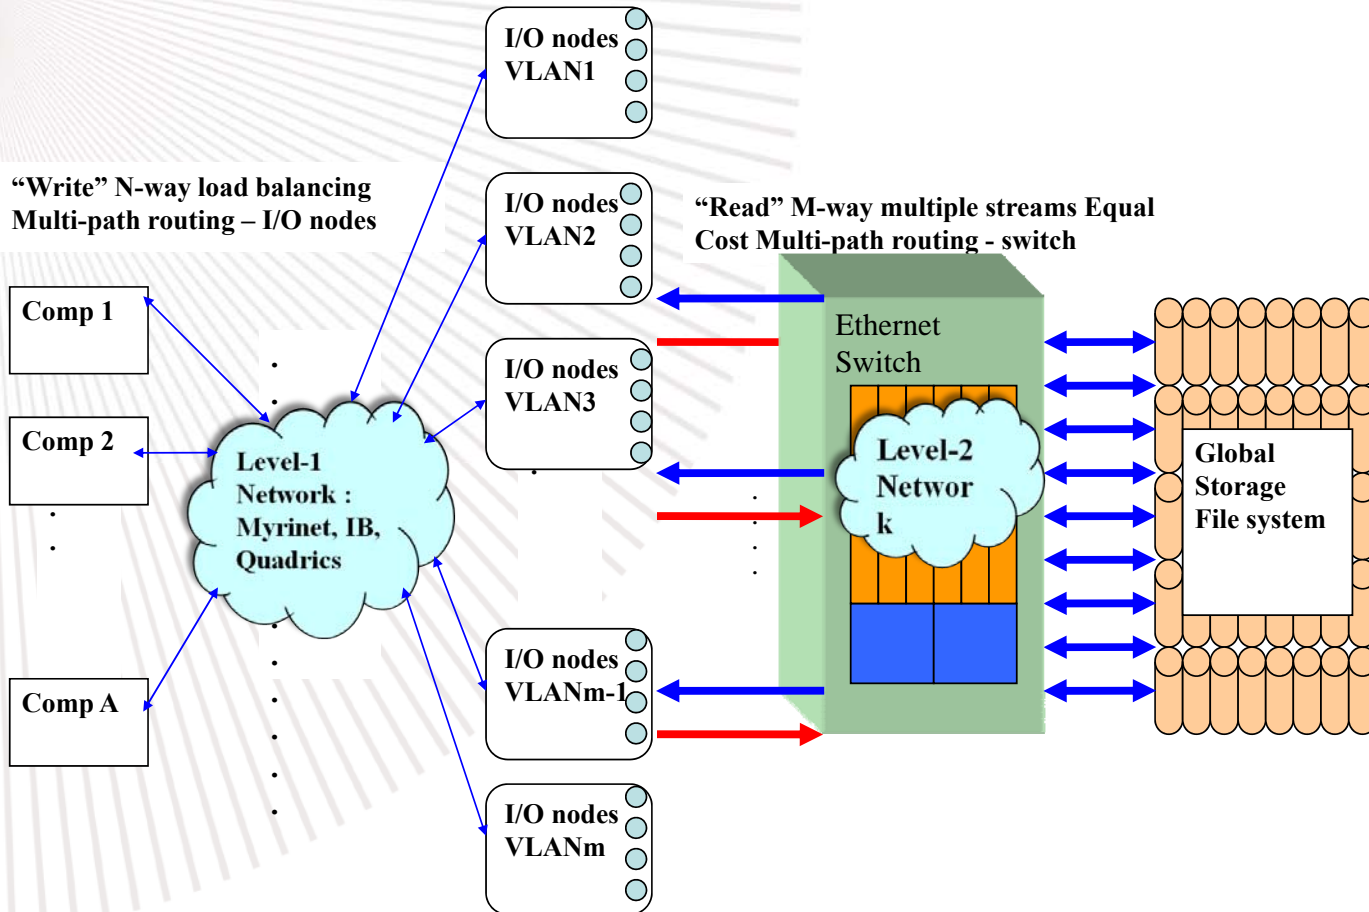 I/O nodes
VLAN1
“Write” N-way load balancing
Multi-path routing – I/O nodes
I/O nodes
VLAN2
“Read” M-way multiple streams Equal
Cost Multi-path routing - switch
Comp 1
Comp 2
Comp A
Level-1
Network :
Myrinet, IB,
Quadrics
I/O nodes
VLAN3
I/O nodes
VLANm-1
I/O nodes
VLANm
Ethernet
Switch
Level-2
Networ
k
Global
Storage
File system